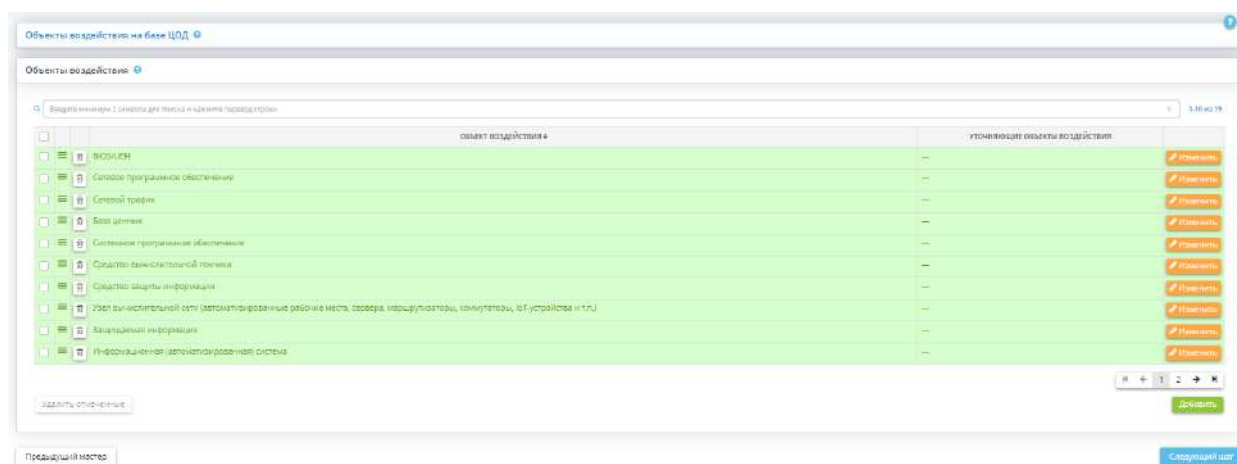 Объекты воздействия на базе ЦОД
Объекты воздействия
Введите минимум 2 символа для поиска и нажмите перевод строки
1-10 из 19
ОБЪЕКТ ВОЗДЕЙСТВИЯ
УТОЧНЯЮЩИЕ ОБЪЕКТЫ ВОЗДЕЙСТВИЯ
BIOS/UEFI — Изменить
Сетевое программное обеспечение — Изменить
Сетевой трафик — Изменить
База данных — Изменить
Системное программное обеспечение — Изменить
Средство вычислительной техники — Изменить
Средство защиты информации — Изменить
Узел вычислительной сети (автоматизированные рабочие места, сервера, маршрутизаторы, коммутаторы, IoT-устройства и т.п.) — Изменить
Защищаемая информация — Изменить
Информационная (автоматизированная) система — Изменить
1 2
Удалить отмеченные
Добавить
Предыдущий мастер
Следующий шаг